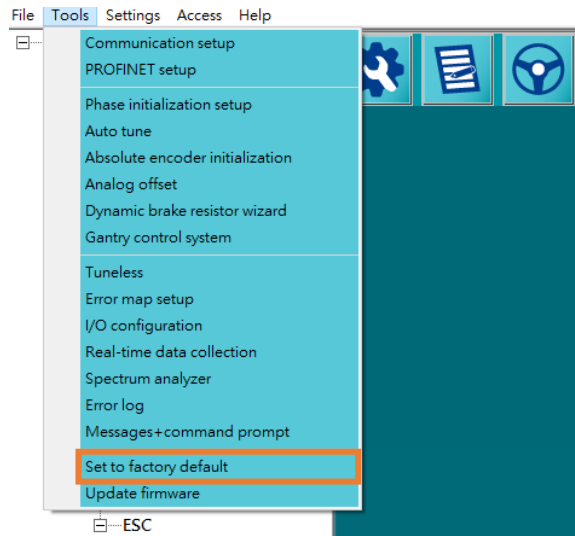 File Tools Settings Access Help
Communication setup
PROFINET setup
Phase initialization setup
Auto tune
Absolute encoder initialization
Analog offset
Dynamic brake resistor wizard
Gantry control system
Tuneless
Error map setup
I/O configuration
Real-time data collection
Spectrum analyzer
Error log
Messages+command prompt
Set to factory default
Update firmware
ESC